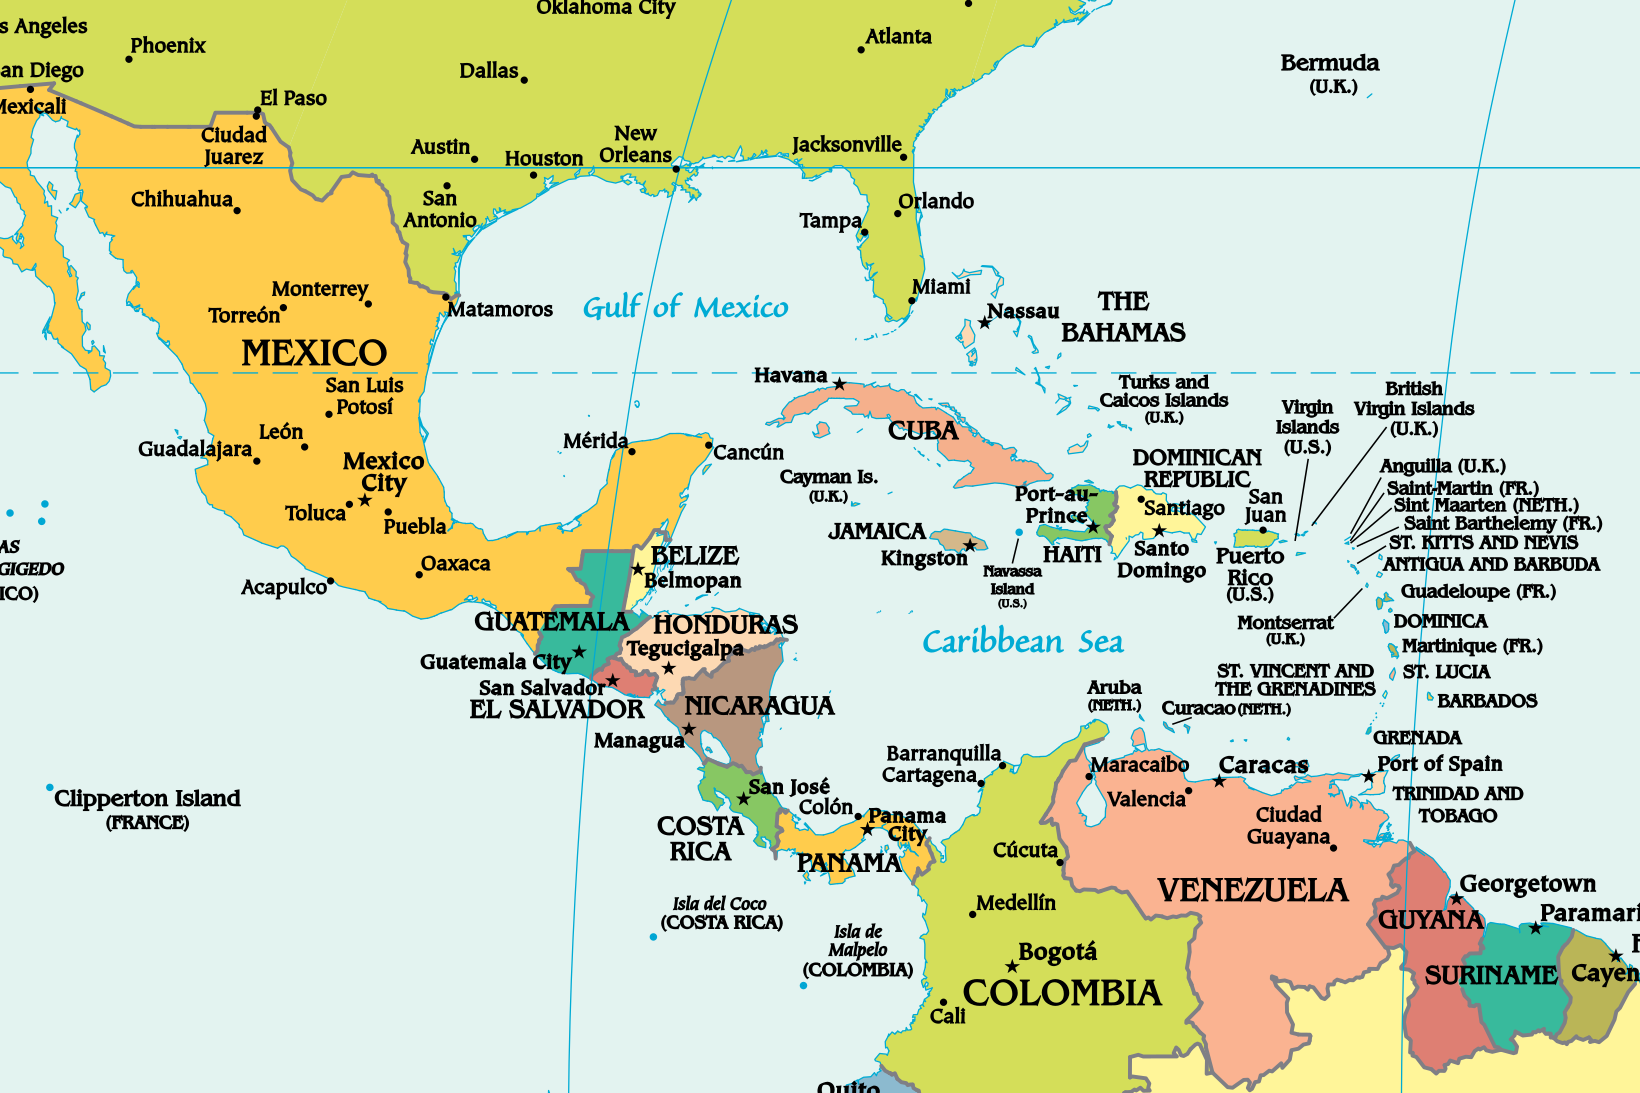 Oklahoma City
s Angeles
Phoenix
Atlanta
an Diego
Dallas
Bermuda
(U.K.)
Mexicali
El Paso
Ciudad
Juarez
Austin
Houston
New
Orleans
Jacksonville
San
Antonio
Chihuahua
Orlando
Tampa
Monterrey
Torreón
Matamoros
Gulf of Mexico
Miami
Nassau
THE
BAHAMAS
MEXICO
San Luis
Potosí
León
Guadalajara
Mexico
City
Toluca
Puebla
Oaxaca
Acapulco
Mérida
Cancún
Havana
CUBA
Cayman Is.
(U.K.)
Turks and
Caicos Islands
(U.K.)
Virgin
Islands
(U.S.)
British
Virgin Islands
(U.K.)
DOMINICAN
REPUBLIC
Port-au-
Prince
Santiago
San
Juan
JAMAICA
Kingston
HAITI
Santo
Domingo
Navassa
Island
(U.S.)
Puerto
Rico
(U.S.)
Anguilla (U.K.)
Saint-Martin (FR.)
Sint Maarten (NETH.)
Saint Barthelemy (FR.)
ST. KITTS AND NEVIS
ANTIGUA AND BARBUDA
Guadeloupe (FR.)
Montserrat
(U.K.)
DOMINICA
Martinique (FR.)
ST. LUCIA
ST. VINCENT AND
THE GRENADINES
BARBADOS
GRENADA
AS
GIGEDO
ICO)
BELIZE
Belmopan
GUATEMALA
Guatemala City
HONDURAS
Tegucigalpa
San Salvador
EL SALVADOR
NICARAGUA
Managua
Caribbean Sea
Aruba
(NETH.)
Curacao (NETH.)
Clipperton Island
(FRANCE)
San José
COSTA
RICA
Colón
Panama
City
PANAMA
Barranquilla
Cartagena
Maracaibo
Caracas
Valencia
Port of Spain
TRINIDAD AND
TOBAGO
Ciudad
Guayana
Cúcuta
VENEZUELA
Isla del Coco
(COSTA RICA)
Isla de
Malpelo
(COLOMBIA)
Medellín
Bogotá
COLOMBIA
Cali
Georgetown
GUYANA
Paramari
SURINAME
Cayen
Quito